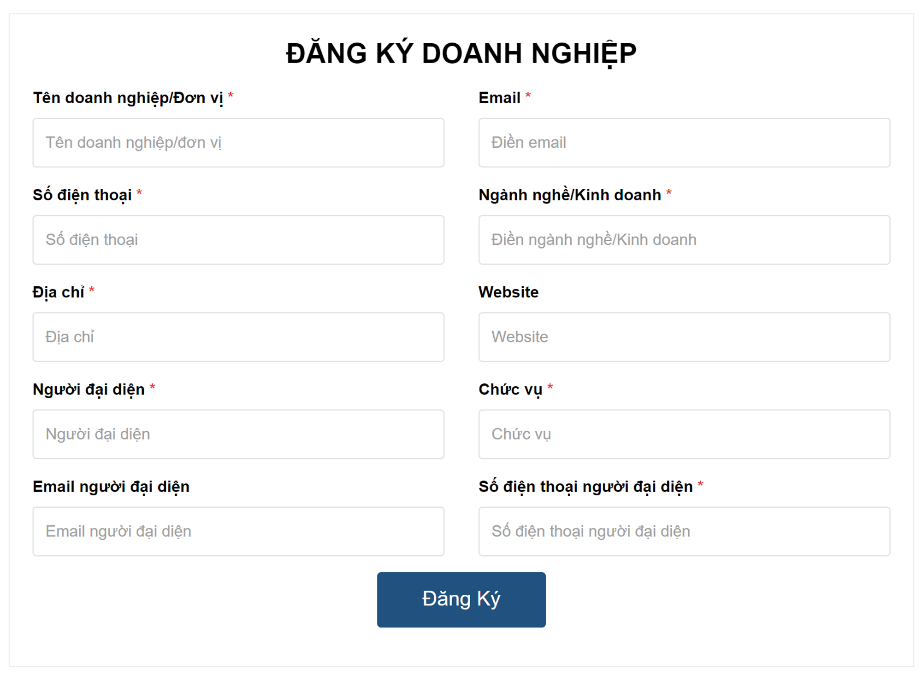 ĐĂNG KÝ DOANH NGHIỆP
Tên doanh nghiệp/Đơn vị *
Email *
Tên doanh nghiệp/đơn vị
Điền email
Số điện thoại *
Ngành nghề/Kinh doanh *
Số điện thoại
Điền ngành nghề/Kinh doanh
Địa chỉ *
Website
Địa chỉ
Website
Người đại diện *
Chức vụ *
Người đại diện
Chức vụ
Email người đại diện
Số điện thoại người đại diện *
Email người đại diện
Số điện thoại người đại diện
Đăng Ký